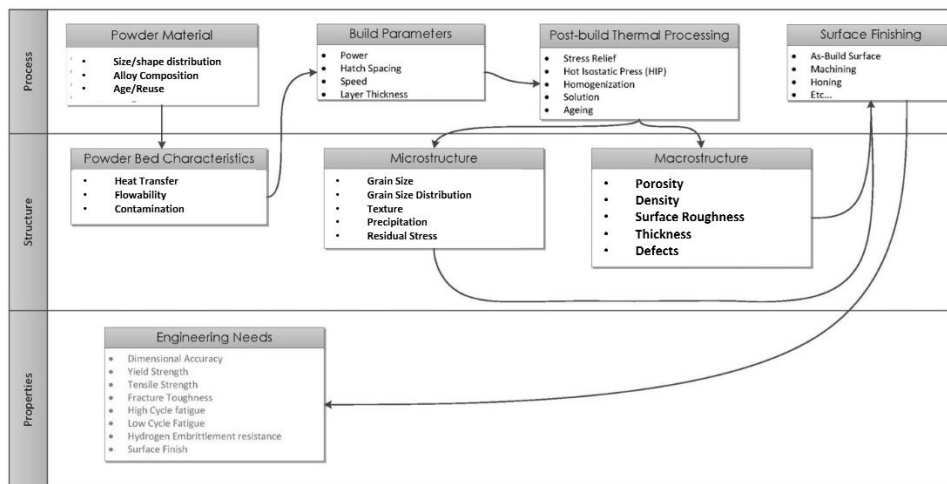 Process
Powder Material
Size/shape distribution
Alloy Composition
Age/Reuse
Build Parameters
Power
Hatch Spacing
Speed
Layer Thickness
Post-build Thermal Processing
Stress Relief
Hot Isostatic Press (HIP)
Homogenization
Solution
Ageing
Surface Finishing
As-Build Surface
Machining
Honing
Etc...
Structure
Powder Bed Characteristics
Heat Transfer
Flowability
Contamination
Microstructure
Grain Size
Grain Size Distribution
Texture
Precipitation
Residual Stress
Macrostructure
Porosity
Density
Surface Roughness
Thickness
Defects
Properties
Engineering Needs
Dimensional Accuracy
Yield Strength
Tensile Strength
Fracture Toughness
High Cycle fatigue
Low Cycle Fatigue
Hydrogen Embrittlement resistance
Surface Finish